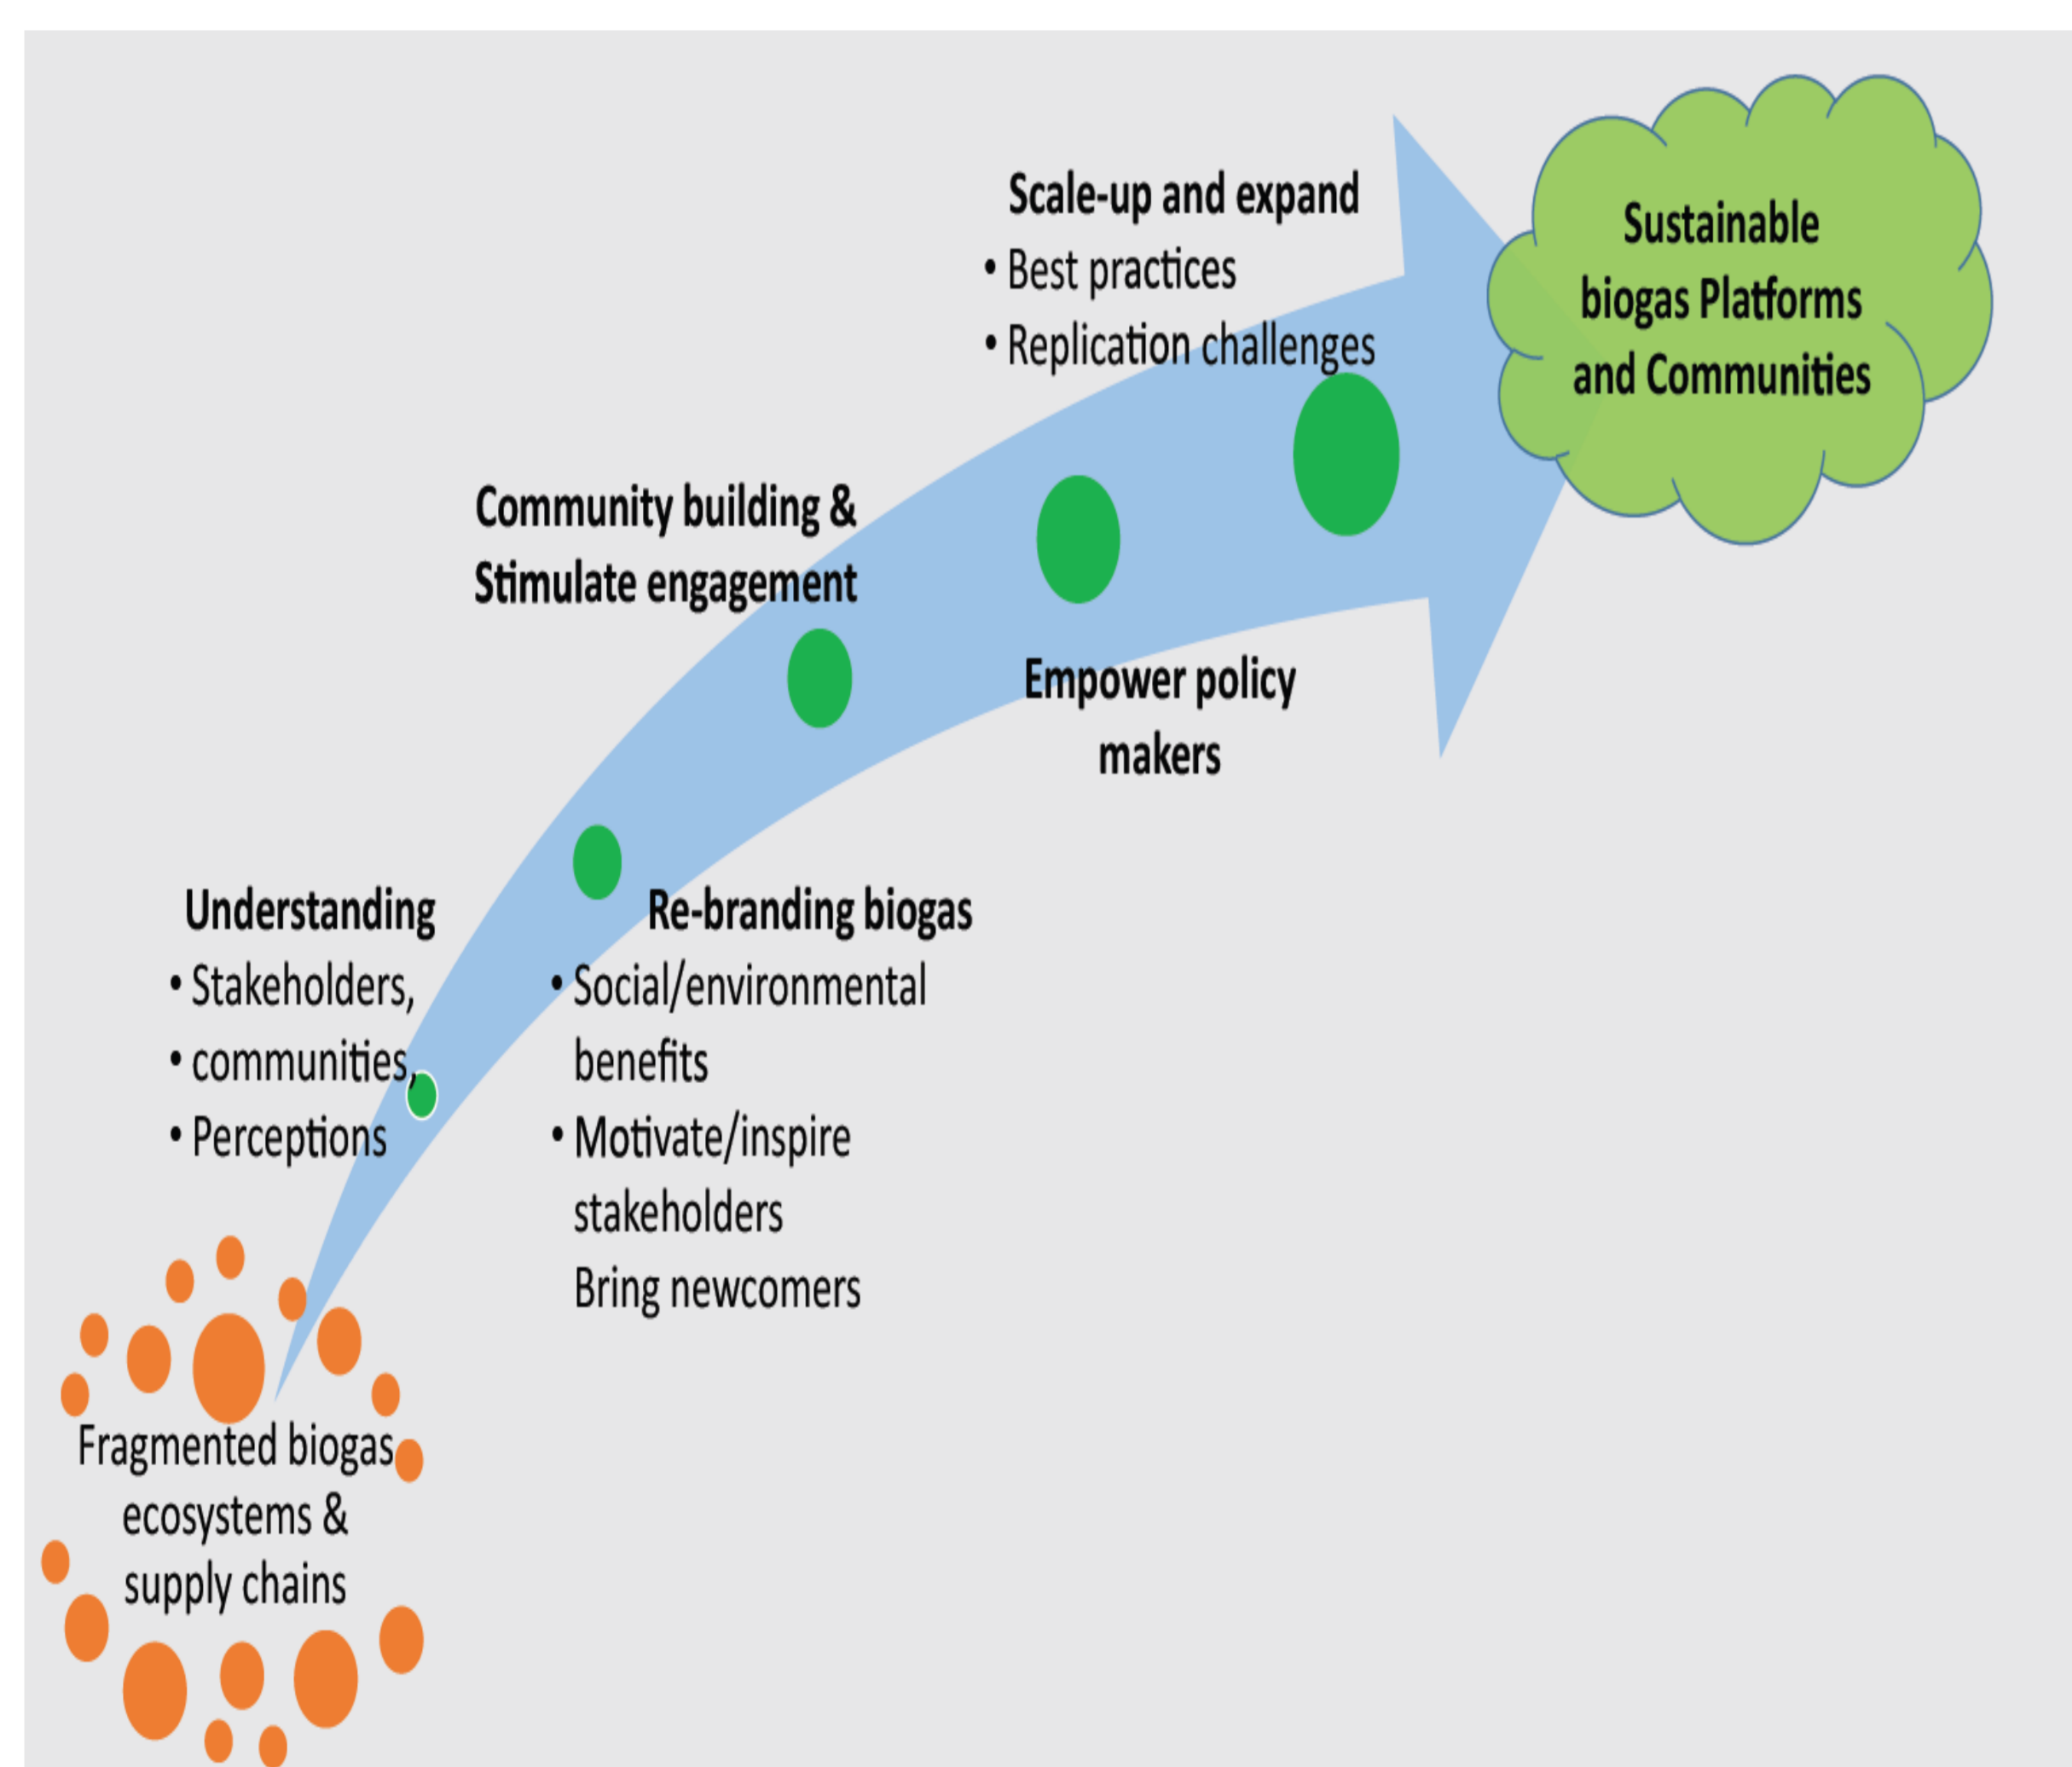 Scale-up and expand
• Best practices
• Replication challenges
Sustainable
biogas Platforms
and Communities
Community building &
Stimulate engagement
Empower policy
makers
Understanding
• Stakeholders,
• communities,
• Perceptions
Re-branding biogas
• Social/environmental
benefits
• Motivate/inspire
stakeholders
Bring newcomers
Fragmented biogas
ecosystems &
supply chains